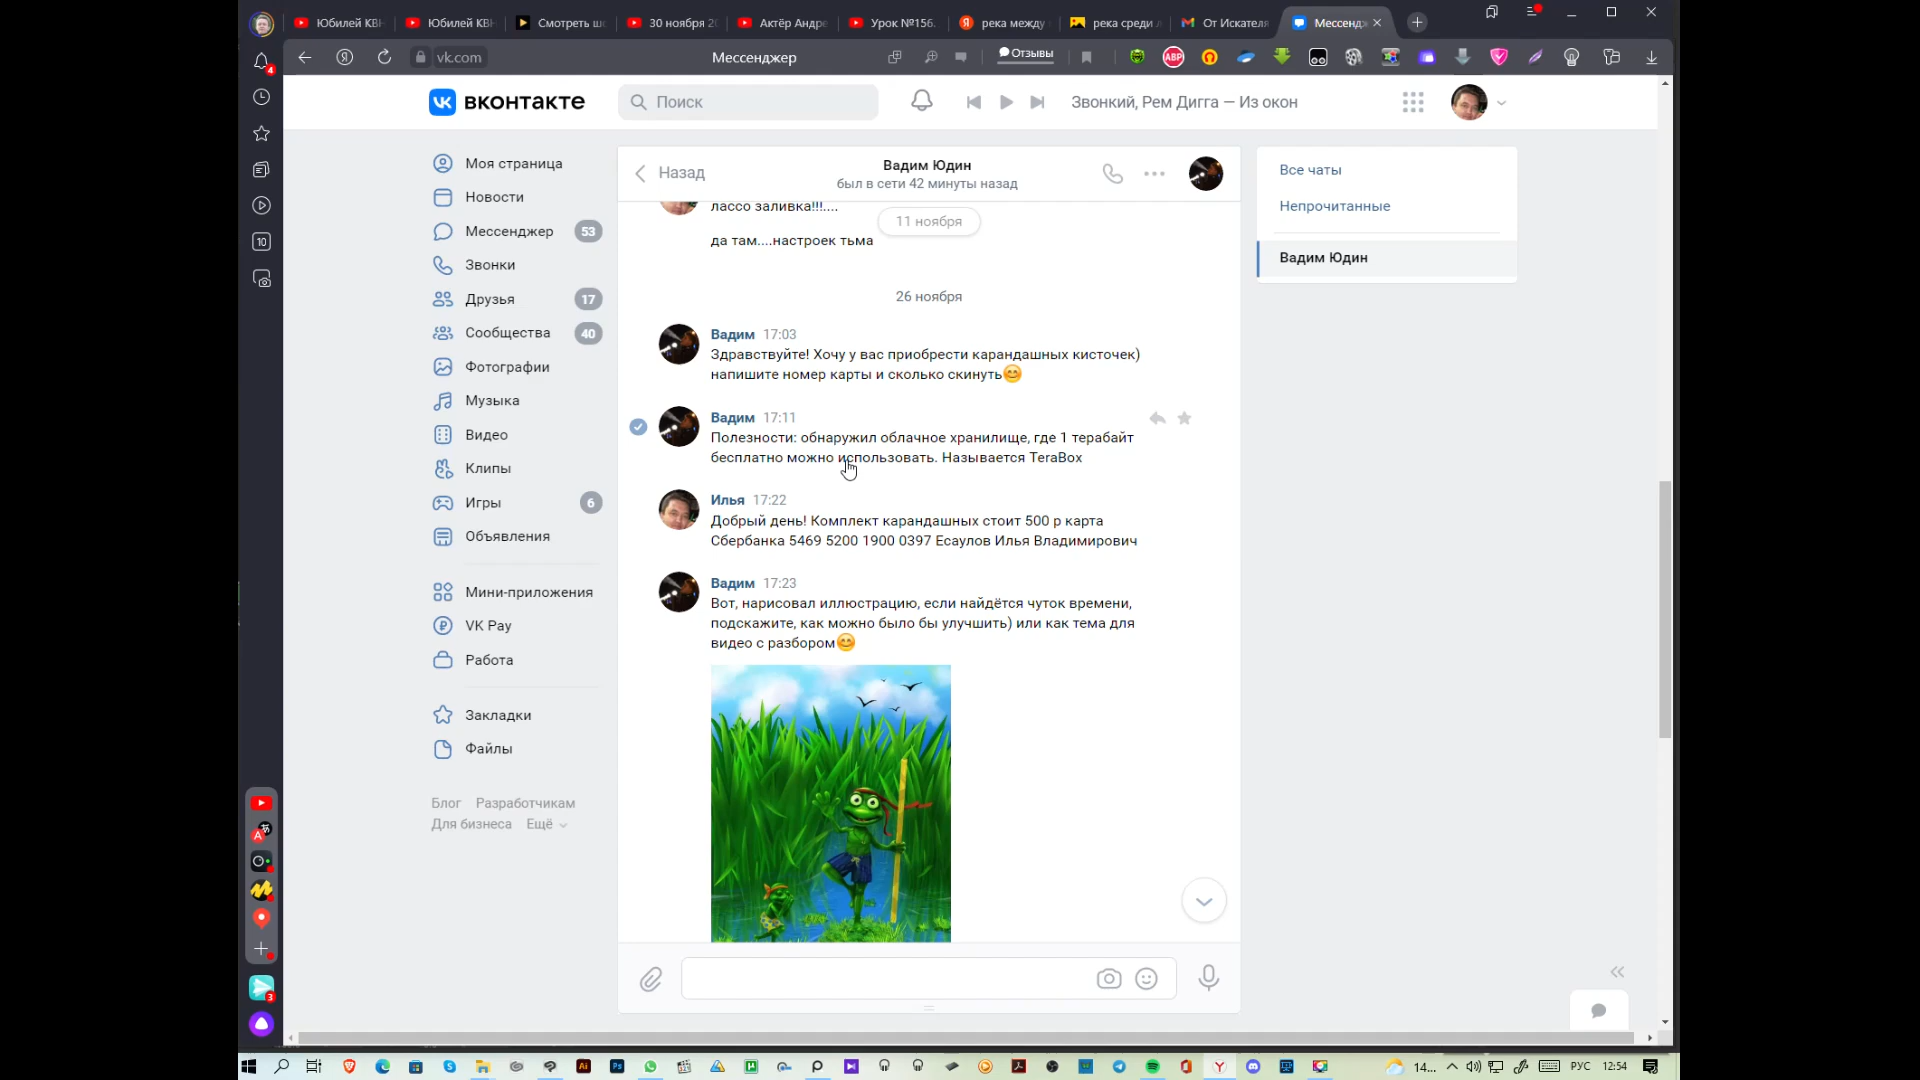 Юбилей КВН
Юбилей КВН
Смотреть шо
30 ноября 20
Актёр Андре
Урок №156.
река между
река среди л
От Искателя
Мессендж
vk.com
Мессенджер
Отзывы
ABP
4
10
вконтакте
Поиск
Звонкий, Рем Дигга — Из окон
Моя страница
Новости
Мессенджер 53
Звонки
Друзья 17
Сообщества 40
Фотографии
Музыка
Видео
Клипы
Игры 6
Объявления
Мини-приложения
VK Pay
Работа
Закладки
Файлы
Блог Разработчикам
Для бизнеса Ещё
Назад
Вадим Юдин
был в сети 42 минуты назад
лассо заливка!!!....
11 ноября
да там....настроек тьма
26 ноября
Вадим 17:03
Здравствуйте! Хочу у вас приобрести карандашных кисточек)
напишите номер карты и сколько скинуть😊
Вадим 17:11
Полезности: обнаружил облачное хранилище, где 1 терабайт
бесплатно можно использовать. Называется TeraBox
Илья 17:22
Добрый день! Комплект карандашных стоит 500 р карта
Сбербанка 5469 5200 1900 0397 Есаулов Илья Владимирович
Вадим 17:23
Вот, нарисовал иллюстрацию, если найдётся чуток времени,
подскажите, как можно было бы улучшить) или как тема для
видео с разбором😊
Все чаты
Непрочитанные
Вадим Юдин
3
14...
РУС
12:54